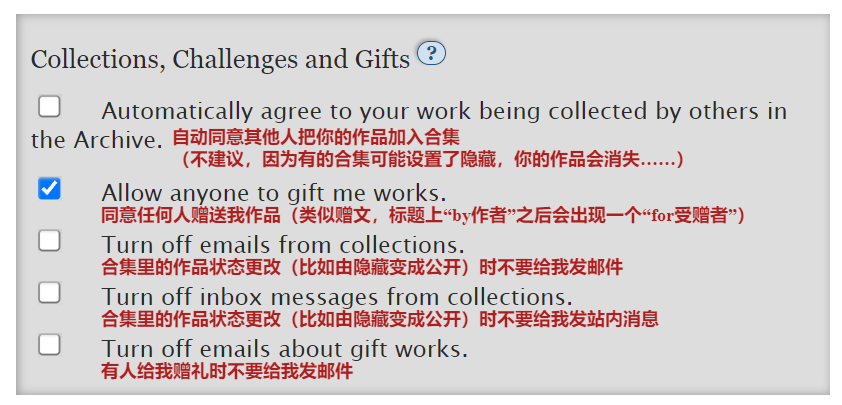 Collections, Challenges and Gifts ?
Automatically agree to your work being collected by others in
the Archive. 自动同意其他人把你的作品加入合集
（不建议，因为有的合集可能设置了隐藏，你的作品会消失……）
Allow anyone to gift me works.
同意任何人赠送我作品（类似赠文，标题上“by作者”之后会出现一个“for受赠者”）
Turn off emails from collections.
合集里的作品状态更改（比如由隐藏变成公开）时不要给我发邮件
Turn off inbox messages from collections.
合集里的作品状态更改（比如由隐藏变成公开）时不要给我发站内消息
Turn off emails about gift works.
有人给我赠礼时不要给我发邮件